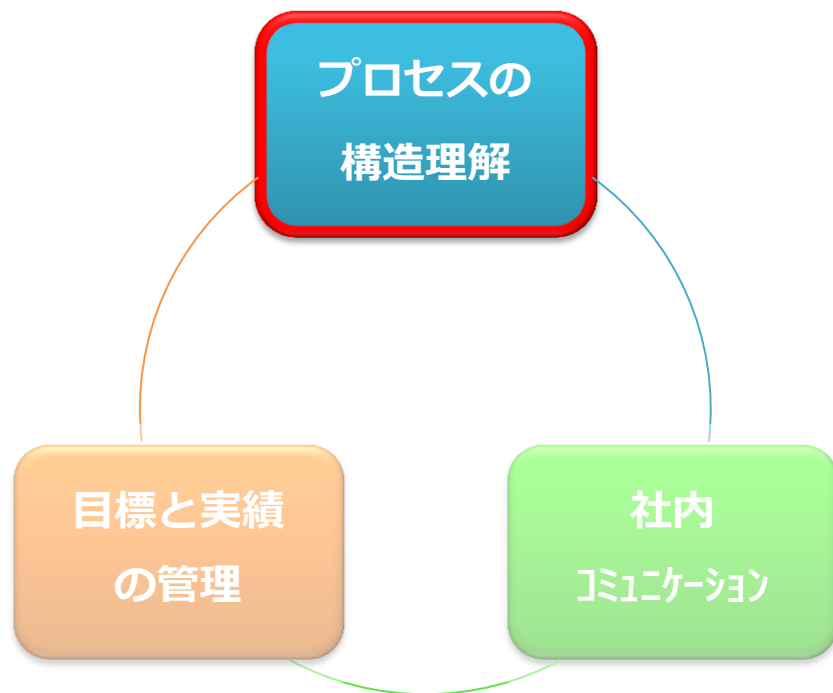 プロセスの
構造理解
目標と実績
の管理
社内
ｺﾐｭﾆｹｰｼｮﾝ